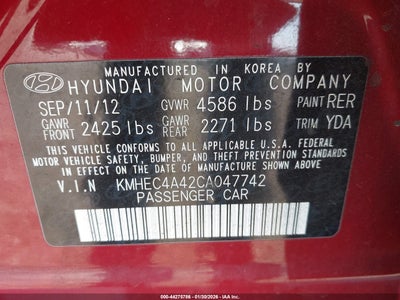 MANUFACTURED IN KOREA BY
HYUNDAI MOTOR COMPANY
SEP/11/12 GVWR 4586 lbs PAINT RER
GAWR FRONT 2425 lbs GAWR REAR 2271 lbs TRIM YDA
THIS VEHICLE CONFORMS TO ALL APPLICABLE U.S.A. FEDERAL
MOTOR VEHICLE SAFETY, BUMPER, AND THEFT PREVENTION
STANDARDS IN EFFECT ON THE DATE OF MANUFACTURE SHOWN ABOVE.
V.I.N KMHEC4A42CA047742
PASSENGER CAR
000-44275786 - 01/30/2026 - IAA, Inc.